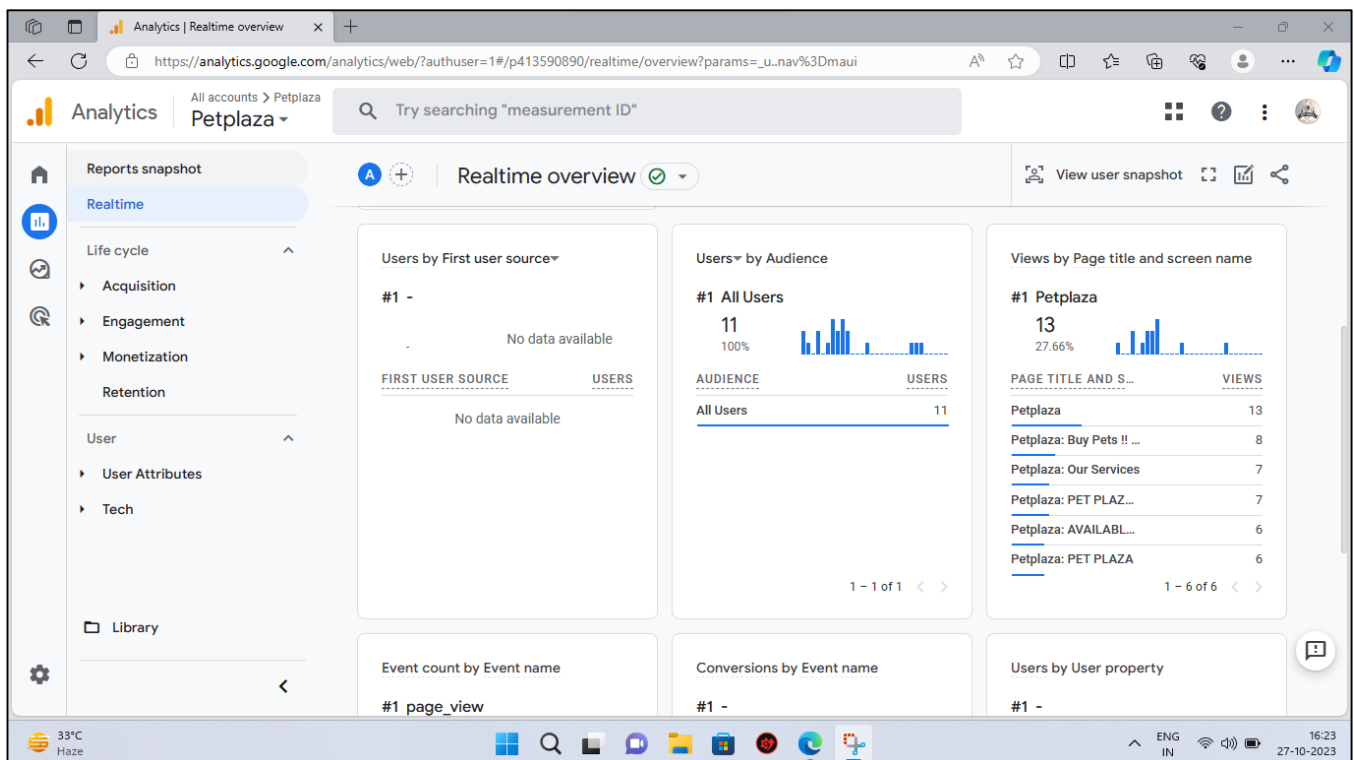 Analytics | Realtime overview
https://analytics.google.com/analytics/web/?authuser=1#/p413590890/realtime/overview?params=_u..nav%3Dmaui
Analytics
All accounts > Petplaza
Petplaza
Try searching "measurement ID"
Reports snapshot
Realtime
Life cycle
Acquisition
Engagement
Monetization
Retention
User
User Attributes
Tech
Library
A
Realtime overview
View user snapshot
Users by First user source
#1 -
-
No data available
FIRST USER SOURCE USERS
No data available
Users by Audience
#1 All Users
11
100%
AUDIENCE USERS
All Users 11
1 – 1 of 1
Views by Page title and screen name
#1 Petplaza
13
27.66%
PAGE TITLE AND S... VIEWS
Petplaza 13
Petplaza: Buy Pets !! ... 8
Petplaza: Our Services 7
Petplaza: PET PLAZ... 7
Petplaza: AVAILABL... 6
Petplaza: PET PLAZA 6
1 – 6 of 6
Event count by Event name
#1 page_view
Conversions by Event name
#1 -
Users by User property
#1 -
33°C
Haze
ENG
IN
16:23
27-10-2023